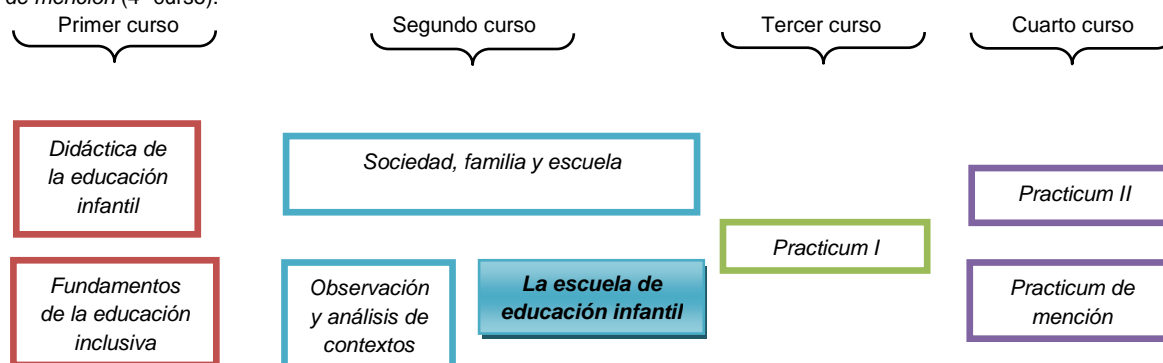 de mención (4º curso).
Primer curso
Segundo curso
Tercer curso
Cuarto curso
Didáctica de
la educación
infantil
Sociedad, familia y escuela
Practicum II
Practicum I
Fundamentos
de la educación
inclusiva
Observación
y análisis de
contextos
La escuela de
educación infantil
Practicum de
mención